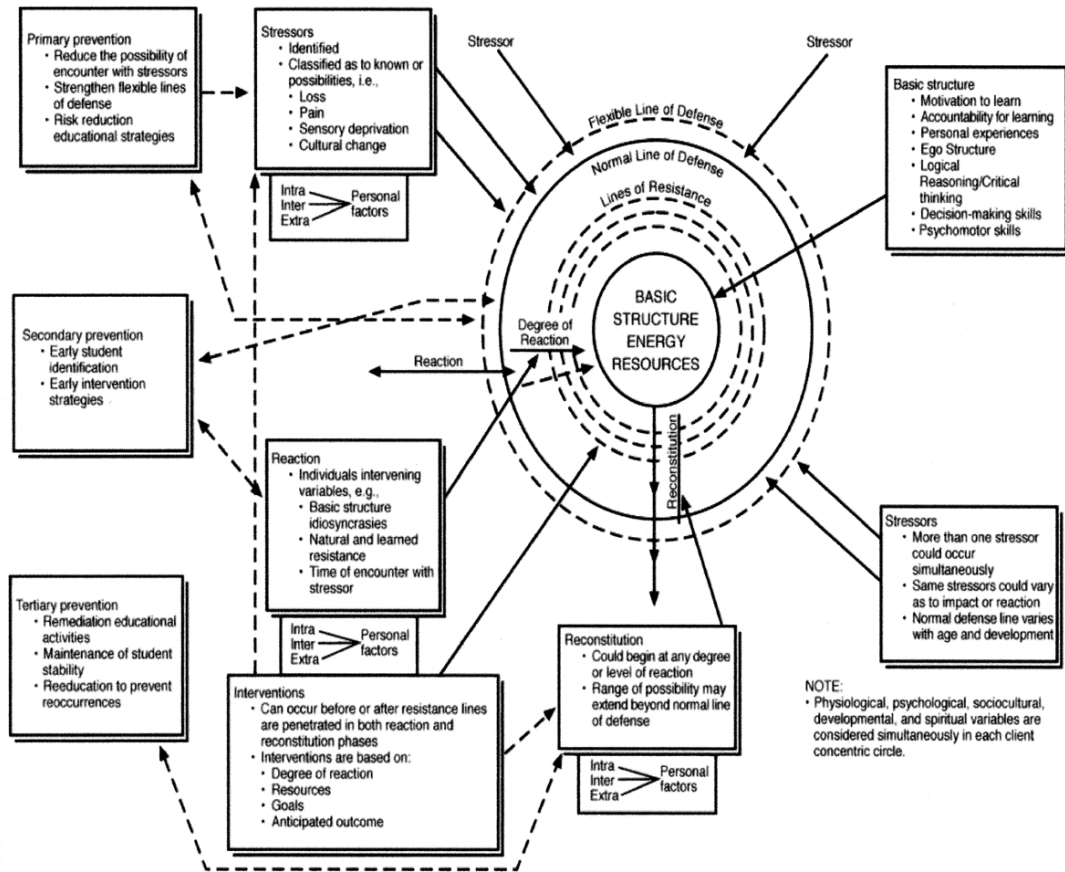 Primary prevention
• Reduce the possibility of
encounter with stressors
• Strengthen flexible lines
of defense
• Risk reduction
educational strategies
Stressors
• Identified
• Classified as to known or
possibilities, i.e.,
• Loss
• Pain
• Sensory deprivation
• Cultural change
Intra
Inter
Extra
Personal
factors
Stressor
Stressor
Flexible Line of Defense
Normal Line of Defense
Lines of Resistance
BASIC
STRUCTURE
ENERGY
RESOURCES
Degree of
Reaction
Reaction
Reconstitution
Basic structure
• Motivation to learn
• Accountability for learning
• Personal experiences
• Ego Structure
• Logical
Reasoning/Critical
thinking
• Decision-making skills
• Psychomotor skills
Secondary prevention
• Early student
identification
• Early intervention
strategies
Reaction
• Individuals intervening
variables, e.g.,
• Basic structure
idiosyncrasies
• Natural and learned
resistance
• Time of encounter with
stressor
Intra
Inter
Extra
Personal
factors
Stressors
• More than one stressor
could occur
simultaneously
• Same stressors could vary
as to impact or reaction
• Normal defense line varies
with age and development
Tertiary prevention
• Remediation educational
activities
• Maintenance of student
stability
• Reeducation to prevent
reoccurrences
Interventions
• Can occur before or after resistance lines
are penetrated in both reaction and
reconstitution phases
• Interventions are based on:
• Degree of reaction
• Resources
• Goals
• Anticipated outcome
Reconstitution
• Could begin at any degree
or level of reaction
• Range of possibility may
extend beyond normal line
of defense
Intra
Inter
Extra
Personal
factors
NOTE:
• Physiological, psychological, sociocultural,
developmental, and spiritual variables are
considered simultaneously in each client
concentric circle.